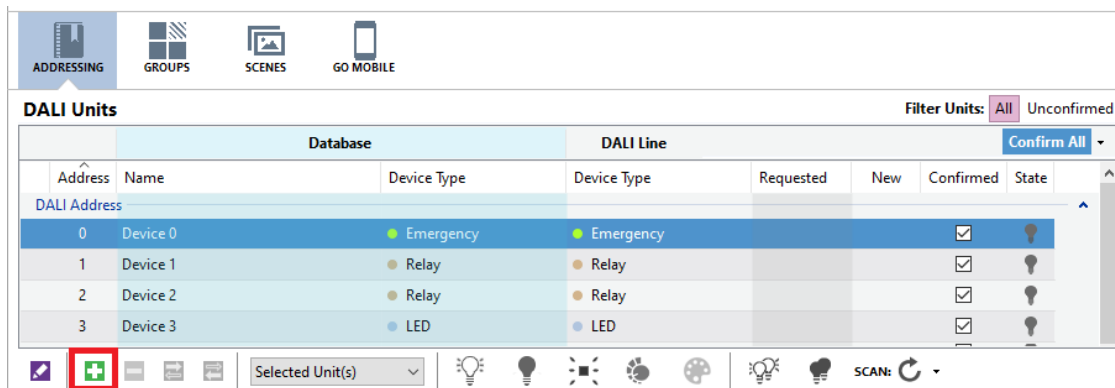 ADDRESSING GROUPS SCENES GO MOBILE
DALI Units Filter Units: All Unconfirmed
Database DALI Line Confirm All
Address Name Device Type Device Type Requested New Confirmed State
DALI Address
0 Device 0 Emergency Emergency
1 Device 1 Relay Relay
2 Device 2 Relay Relay
3 Device 3 LED LED
Selected Unit(s) SCAN: